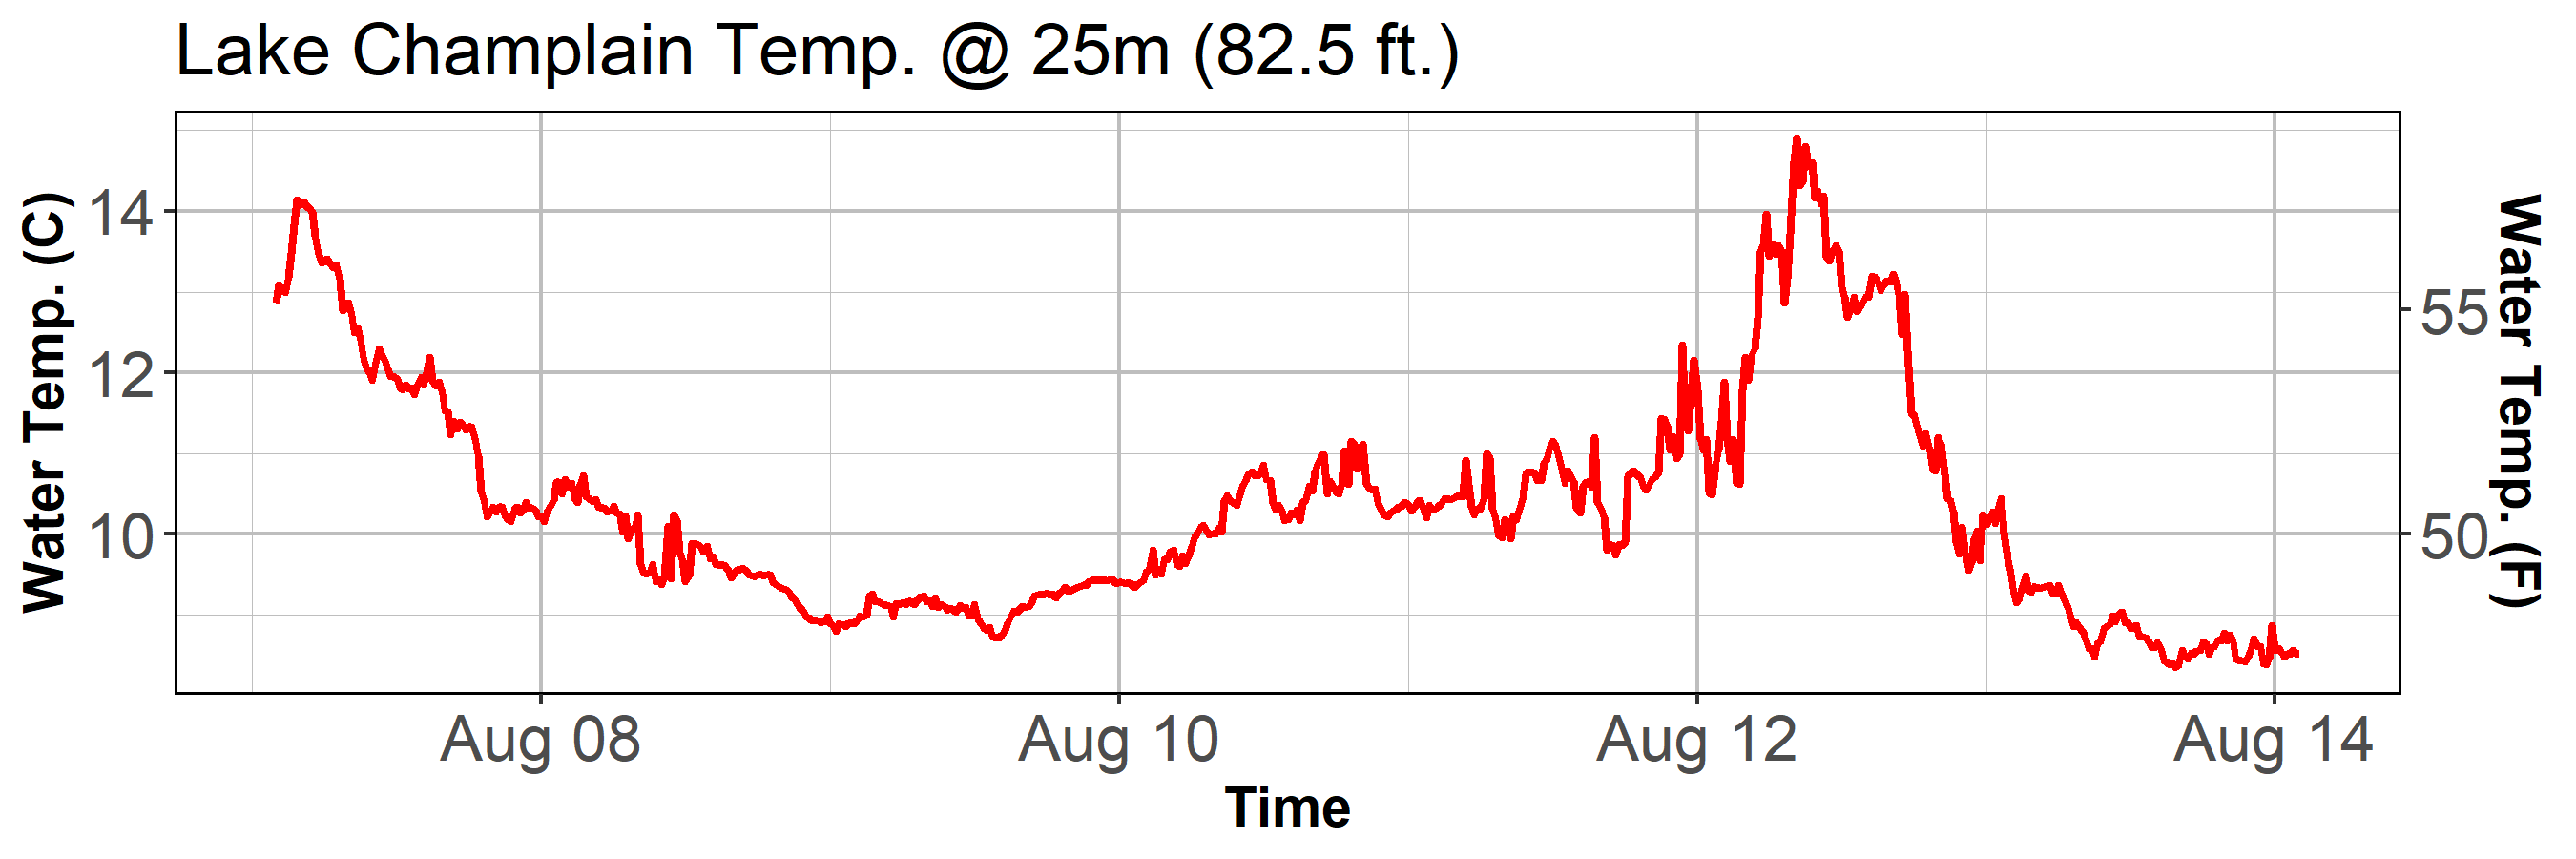 Lake Champlain Temp. @ 25m (82.5 ft.)
Water Temp. (C)
14
12
10
55
50
Water Temp. (F)
Aug 08
Aug 10
Aug 12
Aug 14
Time